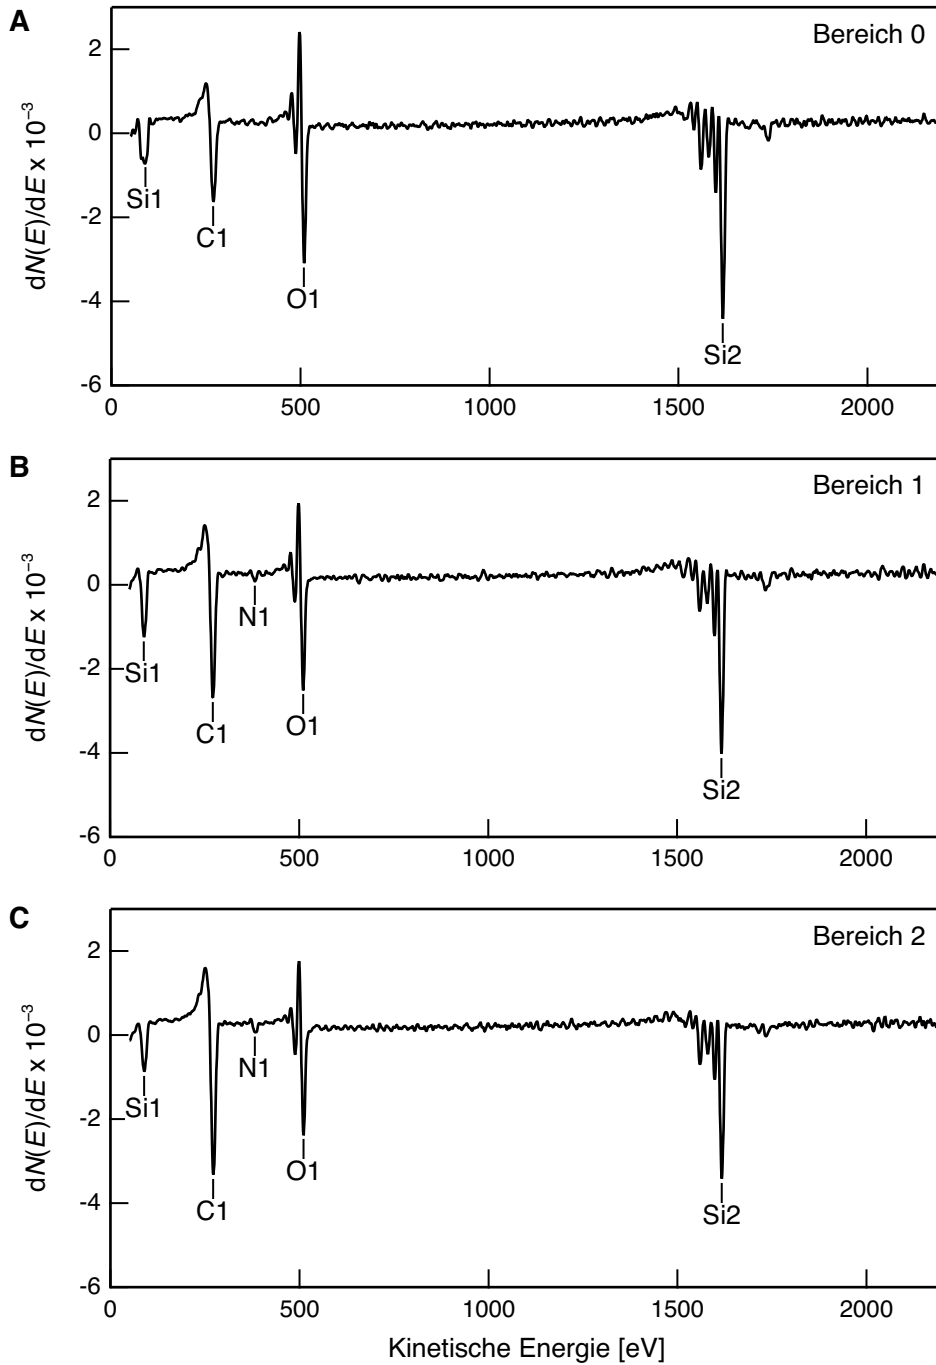 A
Bereich 0
2
0
-2
-4
-6
dN(E)/dE x 10⁻³
Si1
C1
O1
Si2
0 500 1000 1500 2000
B
Bereich 1
2
0
-2
-4
-6
dN(E)/dE x 10⁻³
Si1
C1
N1
O1
Si2
0 500 1000 1500 2000
C
Bereich 2
2
0
-2
-4
-6
dN(E)/dE x 10⁻³
Si1
C1
N1
O1
Si2
0 500 1000 1500 2000
Kinetische Energie [eV]